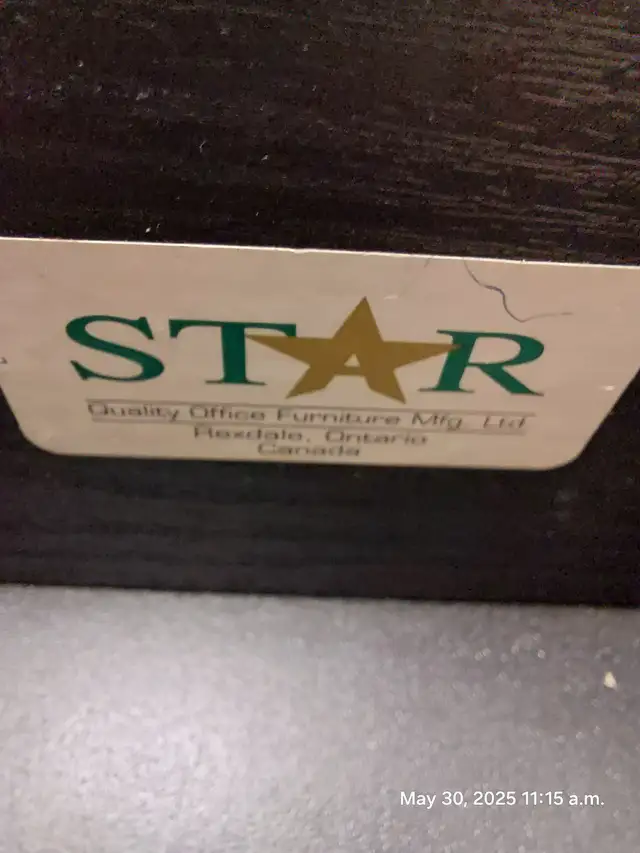 STAR
Quality Office Furniture Mfg. Ltd
Rexdale, Ontario
Canada
May 30, 2025 11:15 a.m.